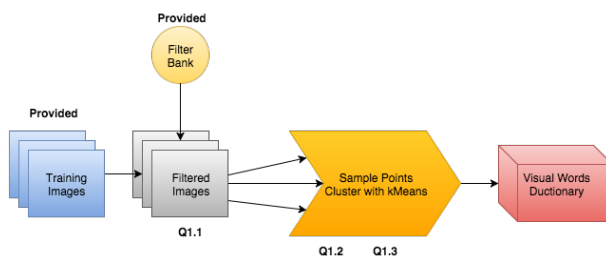 Provided
Filter
Bank
Provided
Training
Images
Filtered
Images
Sample Points
Cluster with kMeans
Visual Words
Ductionary
Q1.1
Q1.2
Q1.3